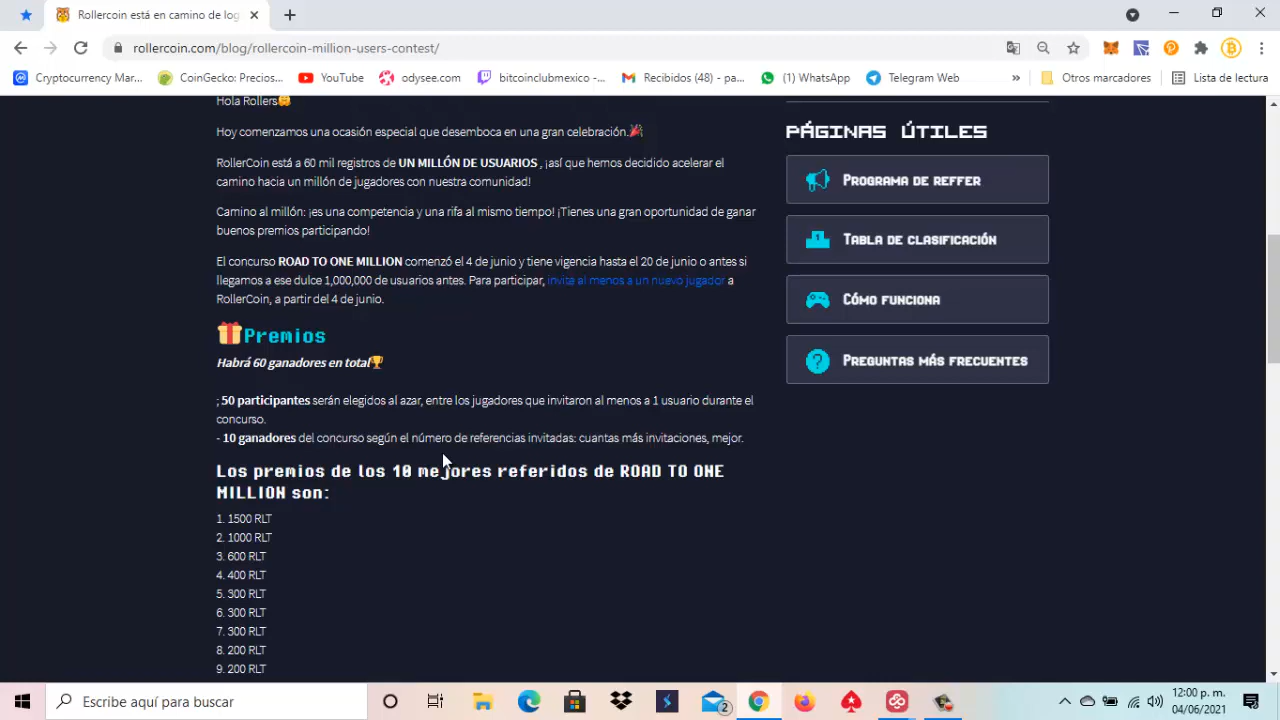 Rollercoin está en camino de log
rollercoin.com/blog/rollercoin-million-users-contest/
Cryptocurrency Mar...
CoinGecko: Precios...
YouTube
odysee.com
bitcoinclubmexico - ...
Recibidos (48) - pa...
(1) WhatsApp
Telegram Web
»
Otros marcadores
Lista de lectura
Hola Rollers
Hoy comenzamos una ocasión especial que desemboca en una gran celebración.
RollerCoin está a 60 mil registros de UN MILLÓN DE USUARIOS , ¡así que hemos decidido acelerar el
camino hacia un millón de jugadores con nuestra comunidad!
Camino al millón: ¡es una competencia y una rifa al mismo tiempo! ¡Tienes una gran oportunidad de ganar
buenos premios participando!
El concurso ROAD TO ONE MILLION comenzó el 4 de junio y tiene vigencia hasta el 20 de junio o antes si
llegamos a ese dulce 1,000,000 de usuarios antes. Para participar, invita al menos a un nuevo jugador a
RollerCoin, a partir del 4 de junio.
Premios
Habrá 60 ganadores en total
; 50 participantes serán elegidos al azar, entre los jugadores que invitaron al menos a 1 usuario durante el
concurso.
- 10 ganadores del concurso según el número de referencias invitadas: cuantas más invitaciones, mejor.
Los premios de los 10 mejores referidos de ROAD TO ONE
MILLION son:
1. 1500 RLT
2. 1000 RLT
3. 600 RLT
4. 400 RLT
5. 300 RLT
6. 300 RLT
7. 300 RLT
8. 200 RLT
9. 200 RLT
PÁGINAS ÚTILES
PROGRAMA DE REFFER
TABLA DE CLASIFICACIÓN
CÓMO FUNCIONA
PREGUNTAS MÁS FRECUENTES
Escribe aquí para buscar
2
12:00 p. m.
04/06/2021